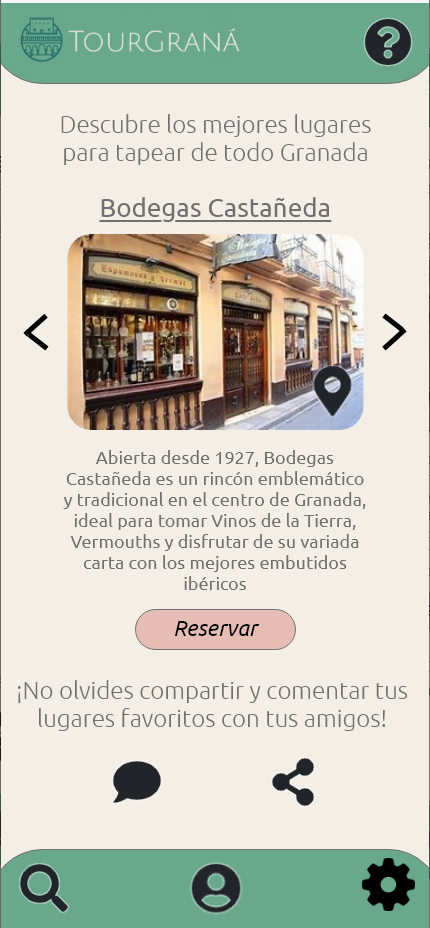 TOURGRANÁ
Descubre los mejores lugares
para tapear de todo Granada
Bodegas Castañeda
Abierta desde 1927, Bodegas
Castañeda es un rincón emblemático
y tradicional en el centro de Granada,
ideal para tomar Vinos de la Tierra,
Vermouths y disfrutar de su variada
carta con los mejores embutidos
ibéricos
Reservar
¡No olvides compartir y comentar tus
lugares favoritos con tus amigos!